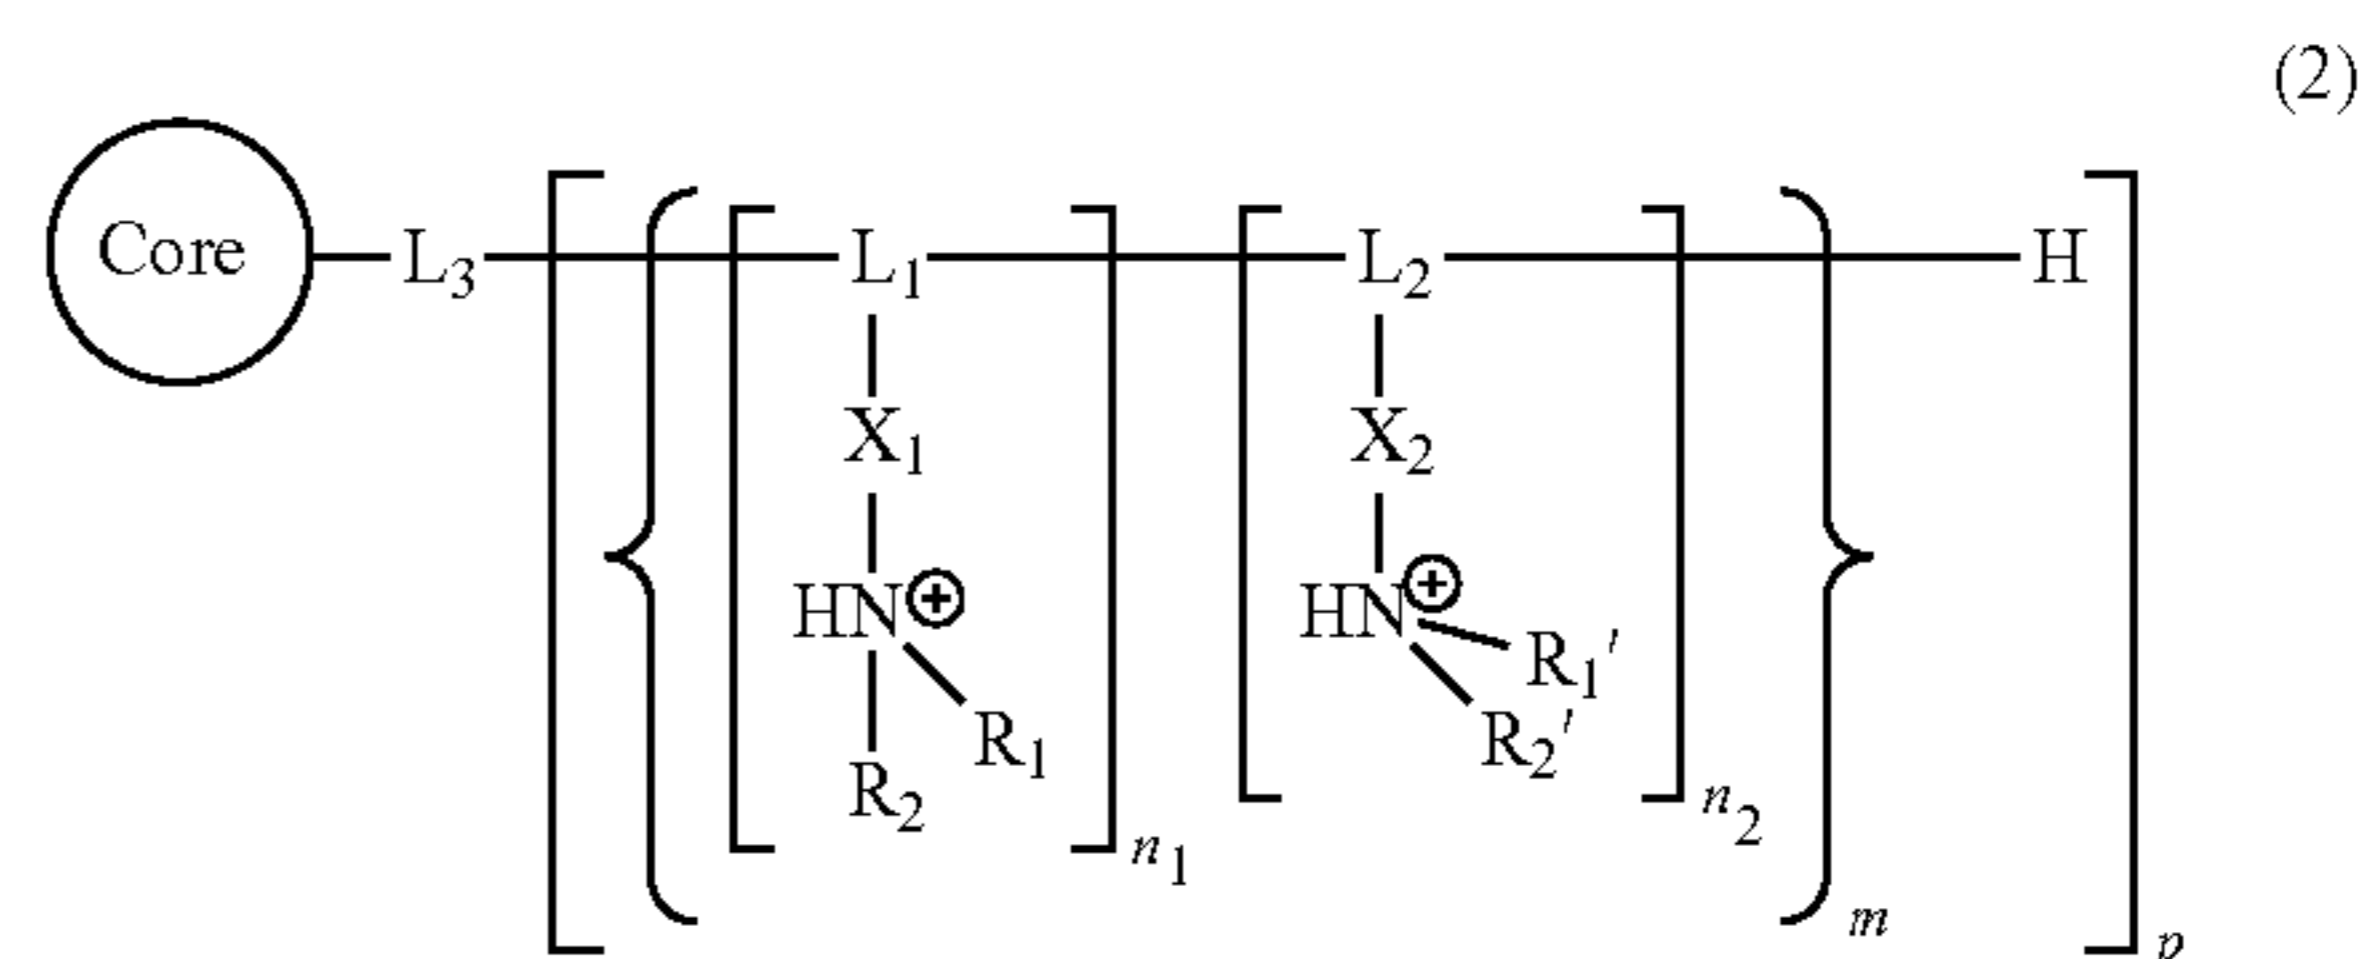 (2)
Core L₃ L₁ L₂ H
X₁ X₂
HN⊕ HN⊕
R₁′
R₁ R₂′
R₂ n₂
n₁
m
p